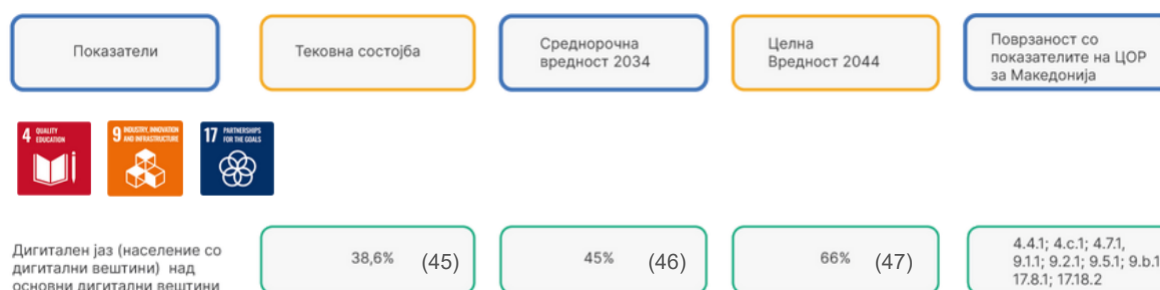 Показатели
Тековна состојба
Среднорочна
вредност 2034
Целна
Вредност 2044
Поврзаност со
показателите на ЦОР
за Македонија
4 QUALITY
EDUCATION
9 INDUSTRY, INNOVATION
AND INFRASTRUCTURE
17 PARTNERSHIPS
FOR THE GOALS
Дигитален јаз (население со
дигитални вештини) над
основни дигитални вештини
38,6% (45)
45% (46)
66% (47)
4.4.1; 4.c.1; 4.7.1,
9.1.1; 9.2.1; 9.5.1; 9.b.1
17.8.1; 17.18.2